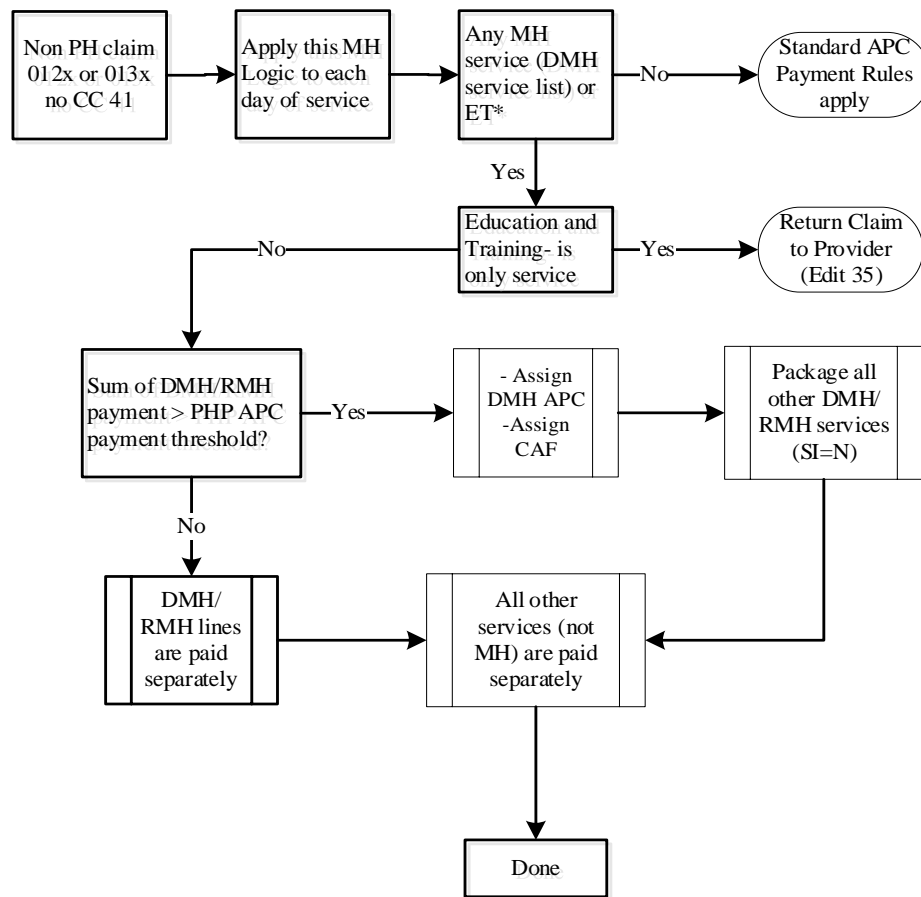 Non PH claim
012x or 013x
no CC 41
Apply this MH
Logic to each
day of service
Any MH
service (DMH
service list) or
ET*
No
Standard APC
Payment Rules
apply
Yes
Education and
Training- is
only service
No
Yes
Return Claim
to Provider
(Edit 35)
Sum of DMH/RMH
payment > PHP APC
payment threshold?
Yes
- Assign
DMH APC
-Assign
CAF
Package all
other DMH/
RMH services
(SI=N)
No
DMH/
RMH lines
are paid
separately
All other
services (not
MH) are paid
separately
Done